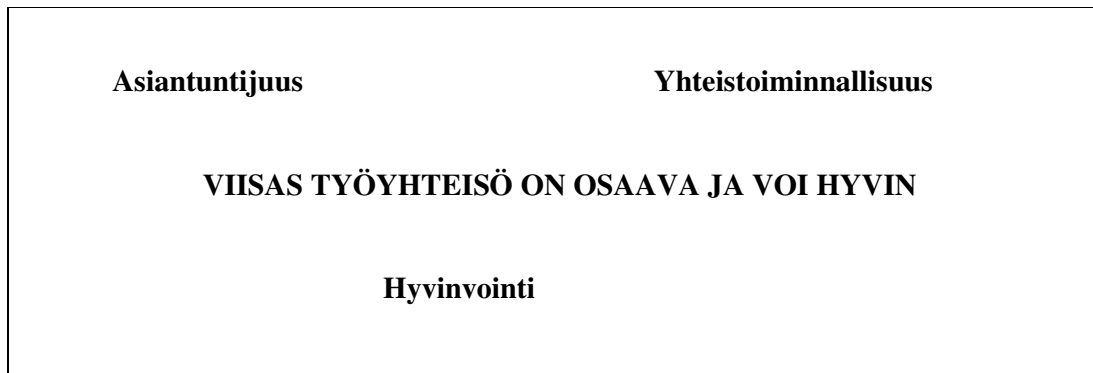 Asiantuntijuus Yhteistoiminnallisuus
VIISAS TYÖYHTEISÖ ON OSAAVA JA VOI HYVIN
Hyvinvointi